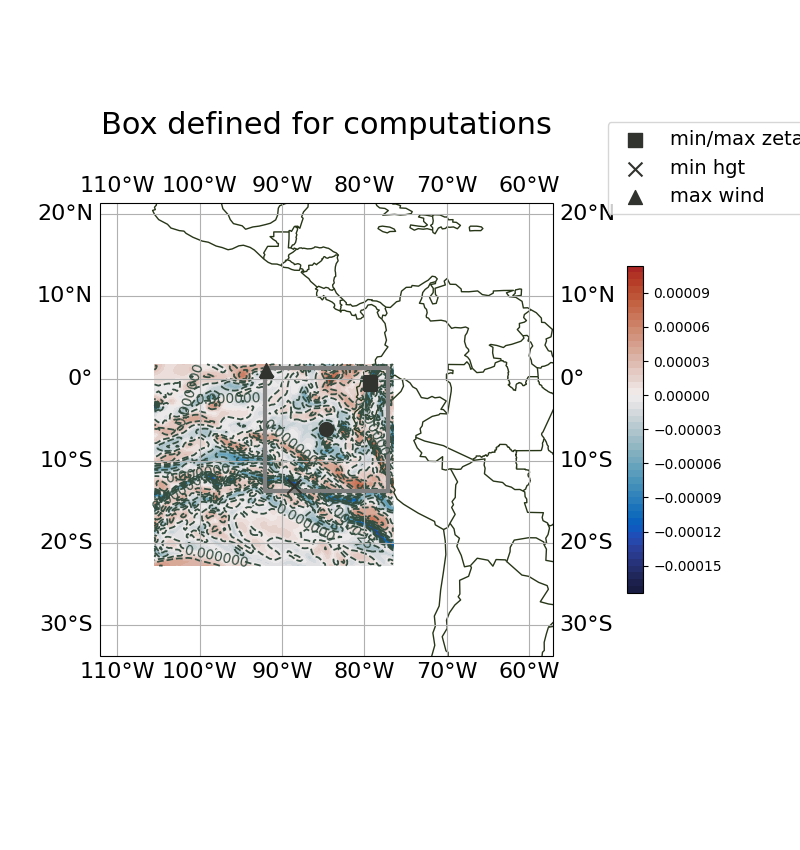 Box defined for computations
min/max zeta
min hgt
max wind
110°W 100°W 90°W 80°W 70°W 60°W
20°N 20°N
10°N 10°N
0° 0°
10°S 10°S
20°S 20°S
30°S 30°S
110°W 100°W 90°W 80°W 70°W 60°W
0.00009
0.00006
0.00003
0.00000
−0.00003
−0.00006
−0.00009
−0.00012
−0.00015